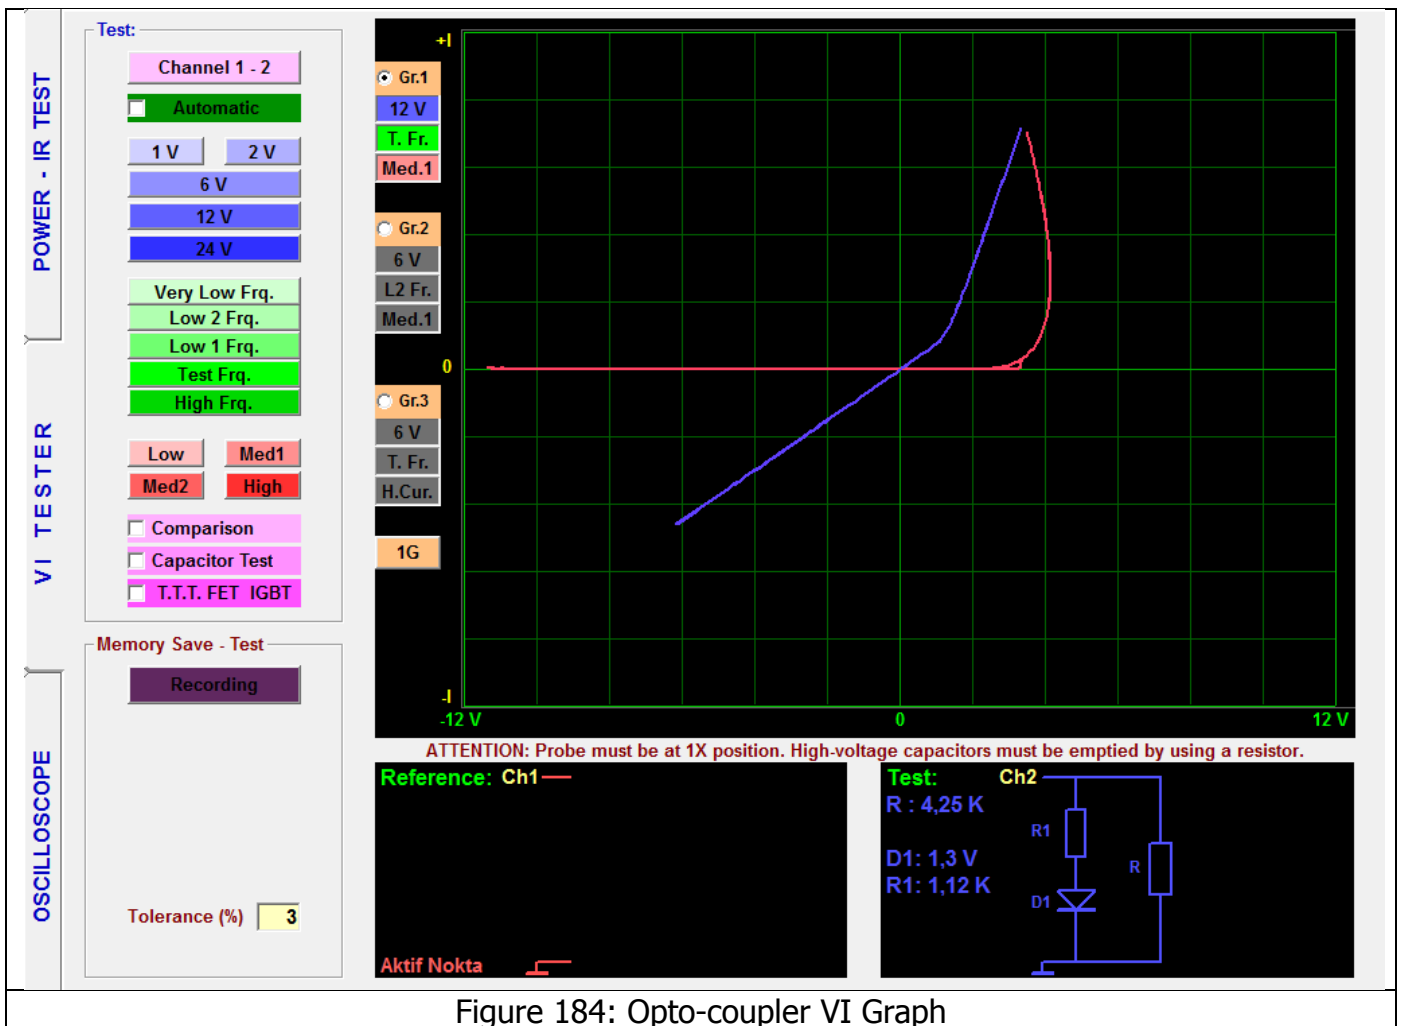 POWER - IR TEST
VI TESTER
OSCILLOSCOPE
Test:
Channel 1 - 2
Automatic
1 V
2 V
6 V
12 V
24 V
Very Low Frq.
Low 2 Frq.
Low 1 Frq.
Test Frq.
High Frq.
Low
Med1
Med2
High
Comparison
Capacitor Test
T.T.T. FET IGBT
Memory Save - Test
Recording
Tolerance (%) 3
Gr.1
12 V
T. Fr.
Med.1
Gr.2
6 V
L2 Fr.
Med.1
Gr.3
6 V
T. Fr.
H.Cur.
1G
+I
0
-I
-12 V
0
12 V
ATTENTION: Probe must be at 1X position. High-voltage capacitors must be emptied by using a resistor.
Reference: Ch1
Aktif Nokta
Test: Ch2
R : 4,25 K
D1: 1,3 V
R1: 1,12 K
R1
D1
R
Figure 184: Opto-coupler VI Graph